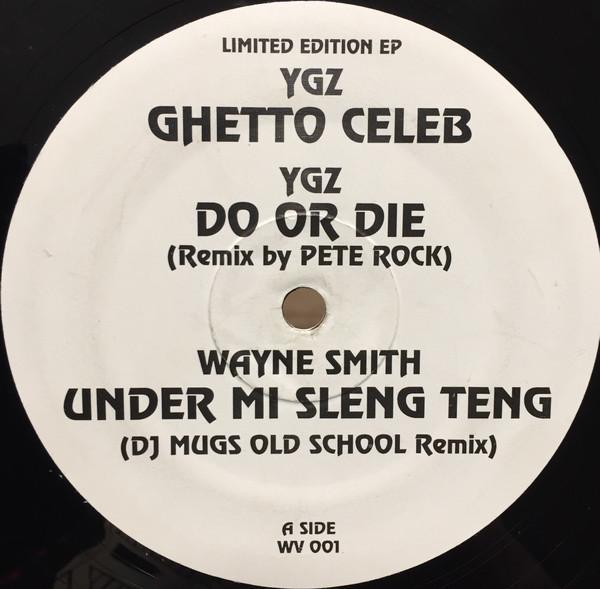 LIMITED EDITION EP
YGZ
GHETTO CELEB
YGZ
DO OR DIE
(Remix by PETE ROCK)
WAYNE SMITH
UNDER MI SLENG TENG
(DJ MUGS OLD SCHOOL Remix)
A SIDE
WV 001